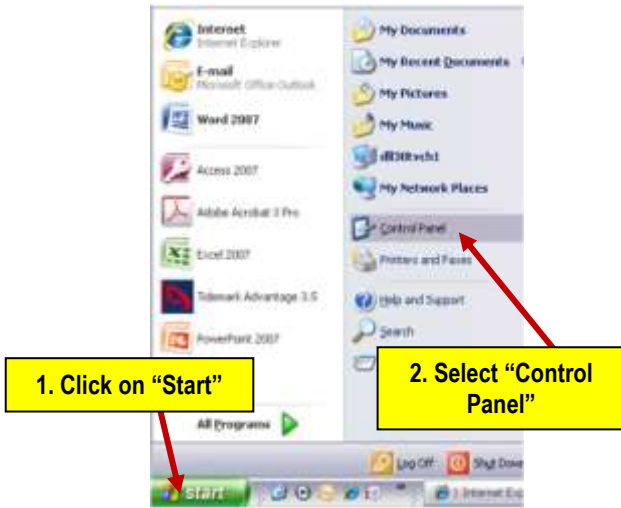 Internet
Internet Explorer
E-mail
Microsoft Office Outlook
Word 2007
Access 2007
Adobe Acrobat 7 Pro
Excel 2007
Tidemark Advantage 3.5
PowerPoint 2007
All Programs
My Documents
My Recent Documents
My Pictures
My Music
My Network Places
Control Panel
Printers and Faxes
Help and Support
Search
1. Click on “Start”
2. Select “Control
Panel”
Log Off
Shut Down
start